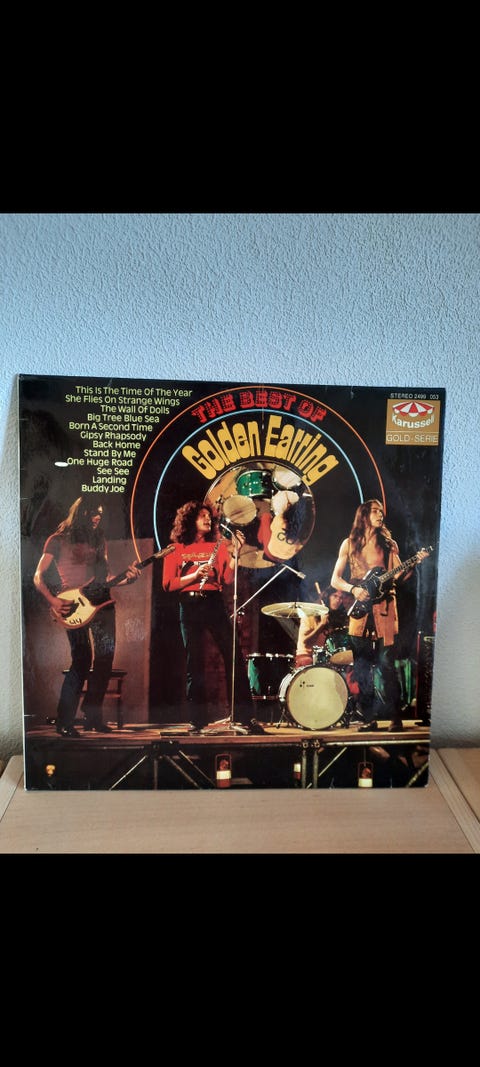 This Is The Time Of The Year
She Flies On Strange Wings
The Wall Of Dolls
Big Tree Blue Sea
Born A Second Time
Gipsy Rhapsody
Back Home
Stand By Me
One Huge Road
See See
Landing
Buddy Joe
THE BEST OF
Golden Earring
STEREO 2499 053
Karussell
GOLD-SERIE